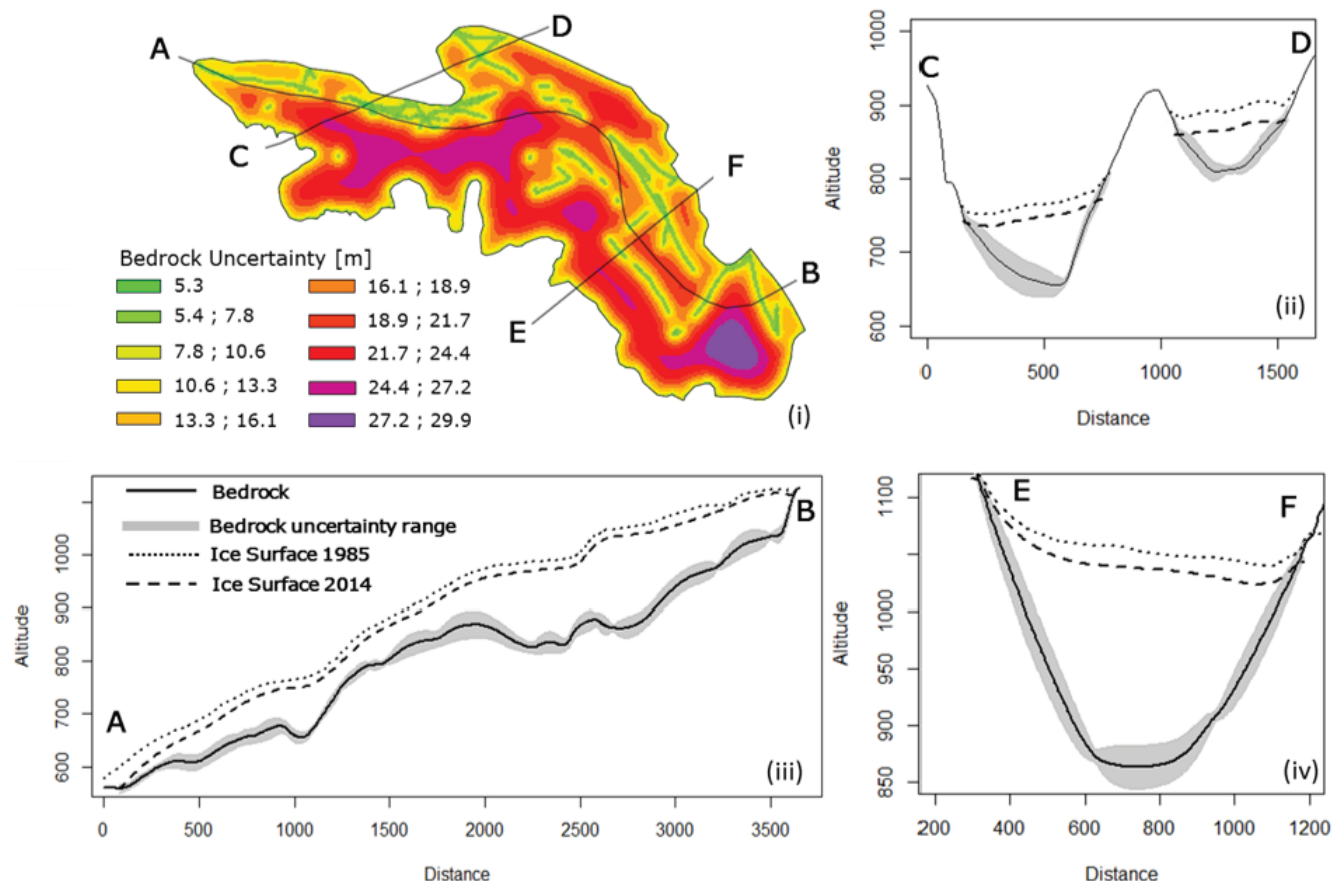 A
D
C
F
B
E
Bedrock Uncertainty [m]
5.3
5.4 ; 7.8
7.8 ; 10.6
10.6 ; 13.3
13.3 ; 16.1
16.1 ; 18.9
18.9 ; 21.7
21.7 ; 24.4
24.4 ; 27.2
27.2 ; 29.9
(i)
C
D
Altitude
1000
900
800
700
600
0
500
1000
1500
Distance
(ii)
Bedrock
Bedrock uncertainty range
Ice Surface 1985
Ice Surface 2014
A
B
Altitude
1000
900
800
700
600
0
500
1000
1500
2000
2500
3000
3500
Distance
(iii)
E
F
Altitude
1100
1000
950
900
850
200
400
600
800
1000
1200
Distance
(iv)